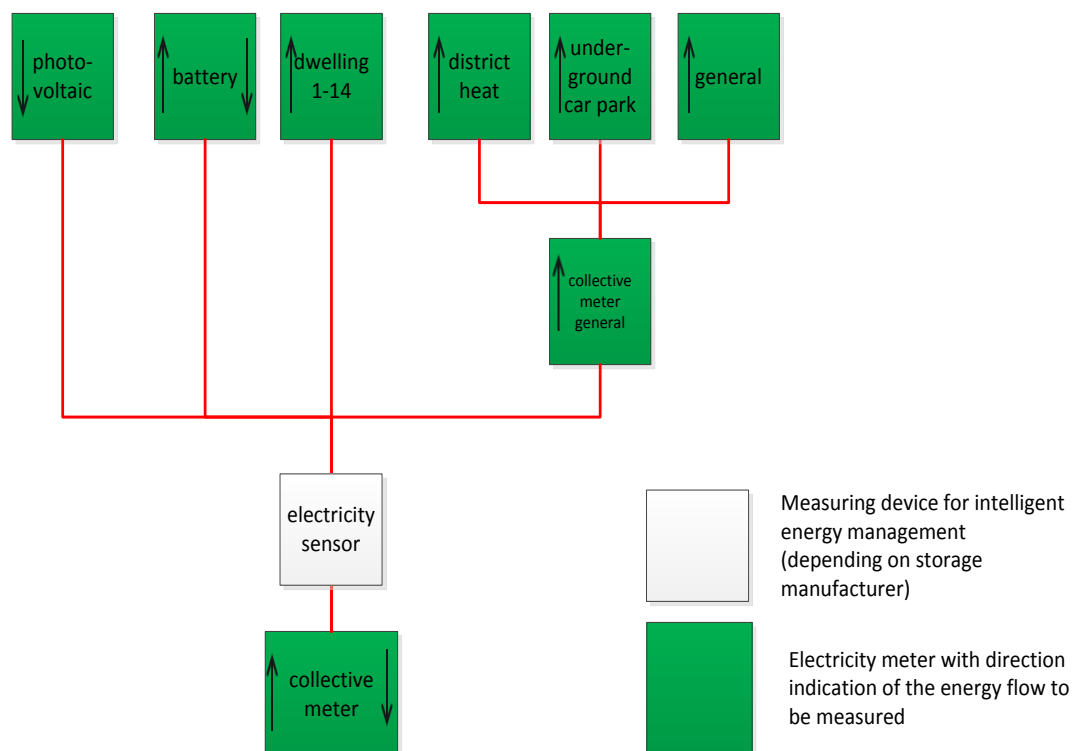 photo-
voltaic
battery
dwelling
1-14
district
heat
under-
ground
car park
general
collective
meter
general
electricity
sensor
collective
meter
Measuring device for intelligent
energy management
(depending on storage
manufacturer)
Electricity meter with direction
indication of the energy flow to
be measured